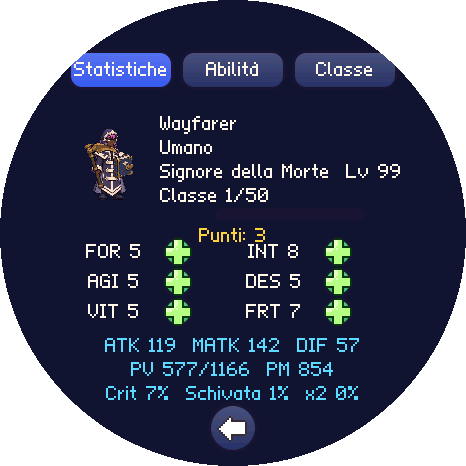 Statistiche Abilità Classe
Wayfarer
Umano
Signore della Morte Lv 99
Classe 1/50
Punti: 3
FOR 5 INT 8
AGI 5 DES 5
VIT 5 FRT 7
ATK 119 MATK 142 DIF 57
PV 577/1166 PM 854
Crit 7% Schivata 1% x2 0%